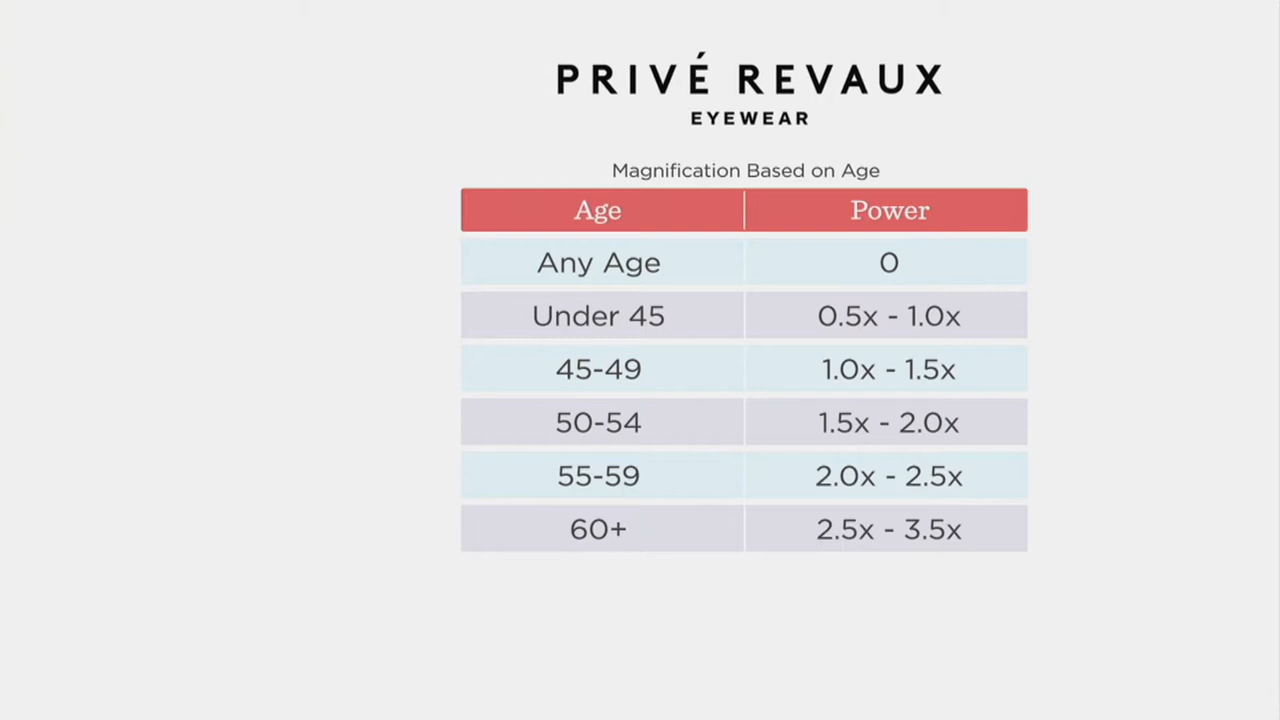 PRIVÉ REVAUX
EYEWEAR
Magnification Based on Age
Age Power
Any Age 0
Under 45 0.5x - 1.0x
45-49 1.0x - 1.5x
50-54 1.5x - 2.0x
55-59 2.0x - 2.5x
60+ 2.5x - 3.5x